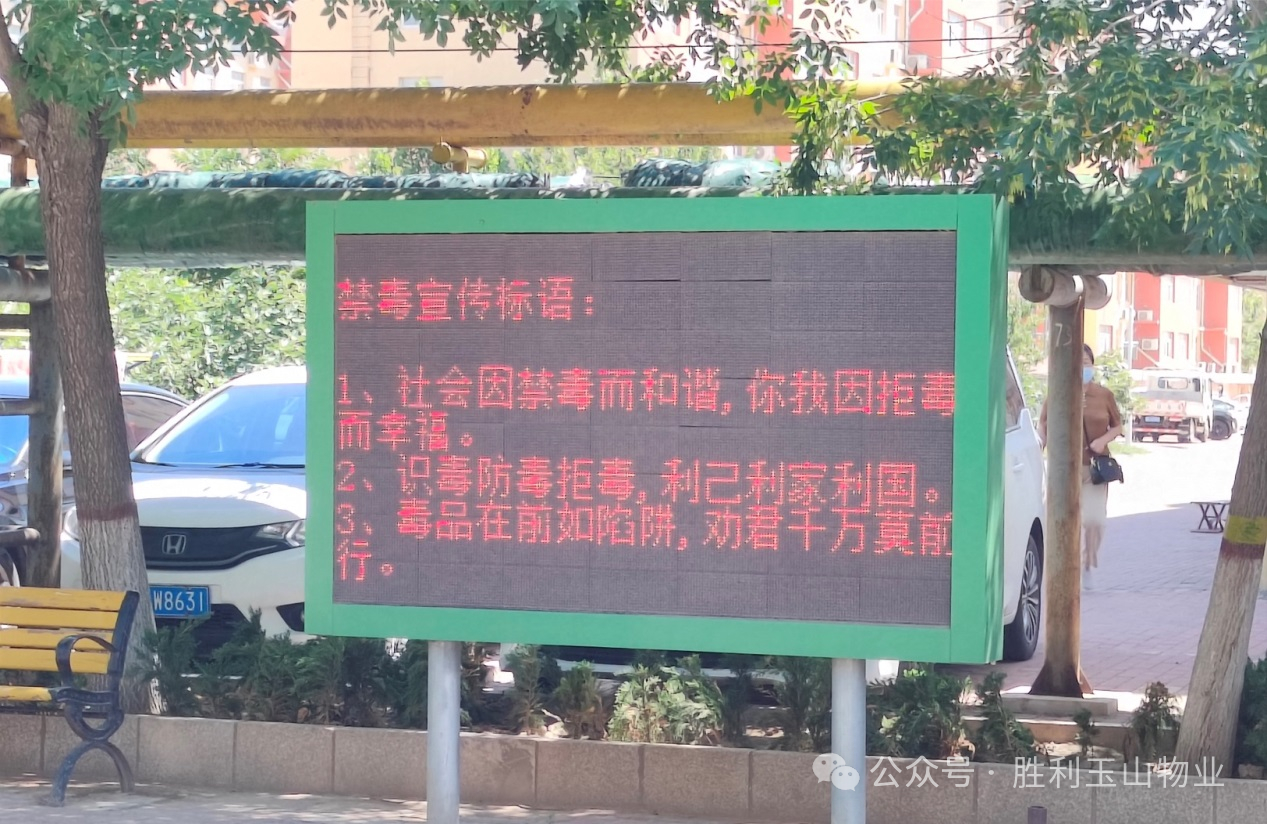 禁毒宣传标语：
1、社会因禁毒而和谐，你我因拒毒
而幸福。
2、识毒防毒拒毒，利己利家利国。
3、毒品在前如陷阱，劝君千万莫前
行。
W8631
73
公众号 · 胜利玉山物业